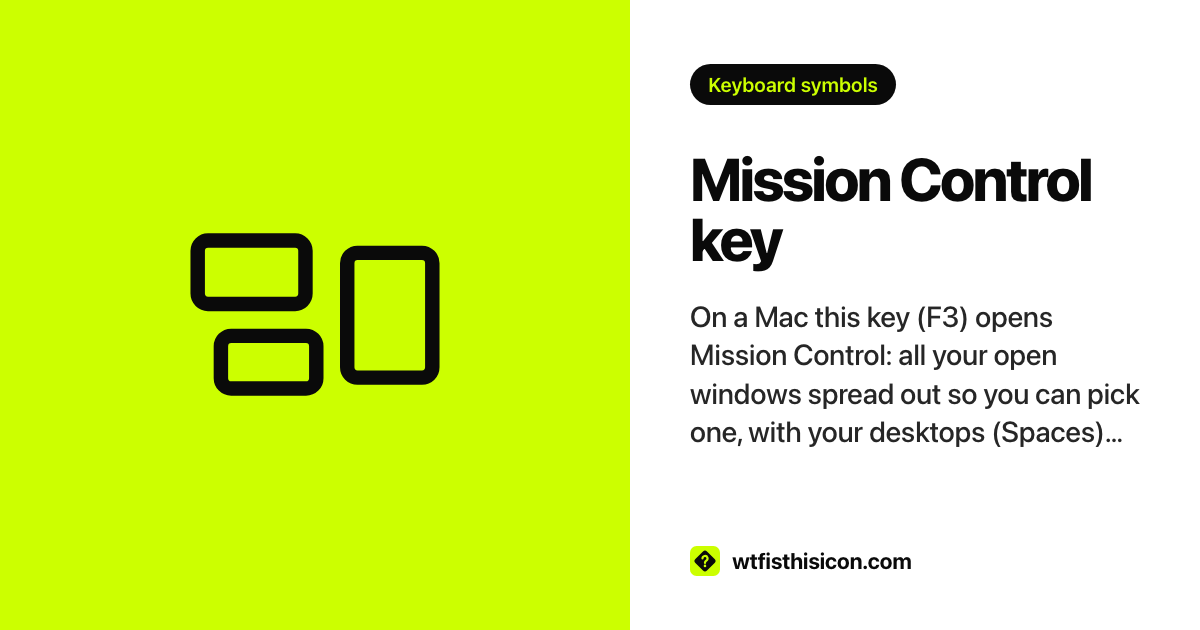 Keyboard symbols
Mission Control
key
On a Mac this key (F3) opens
Mission Control: all your open
windows spread out so you can pick
one, with your desktops (Spaces)...
?
wtfisthisicon.com